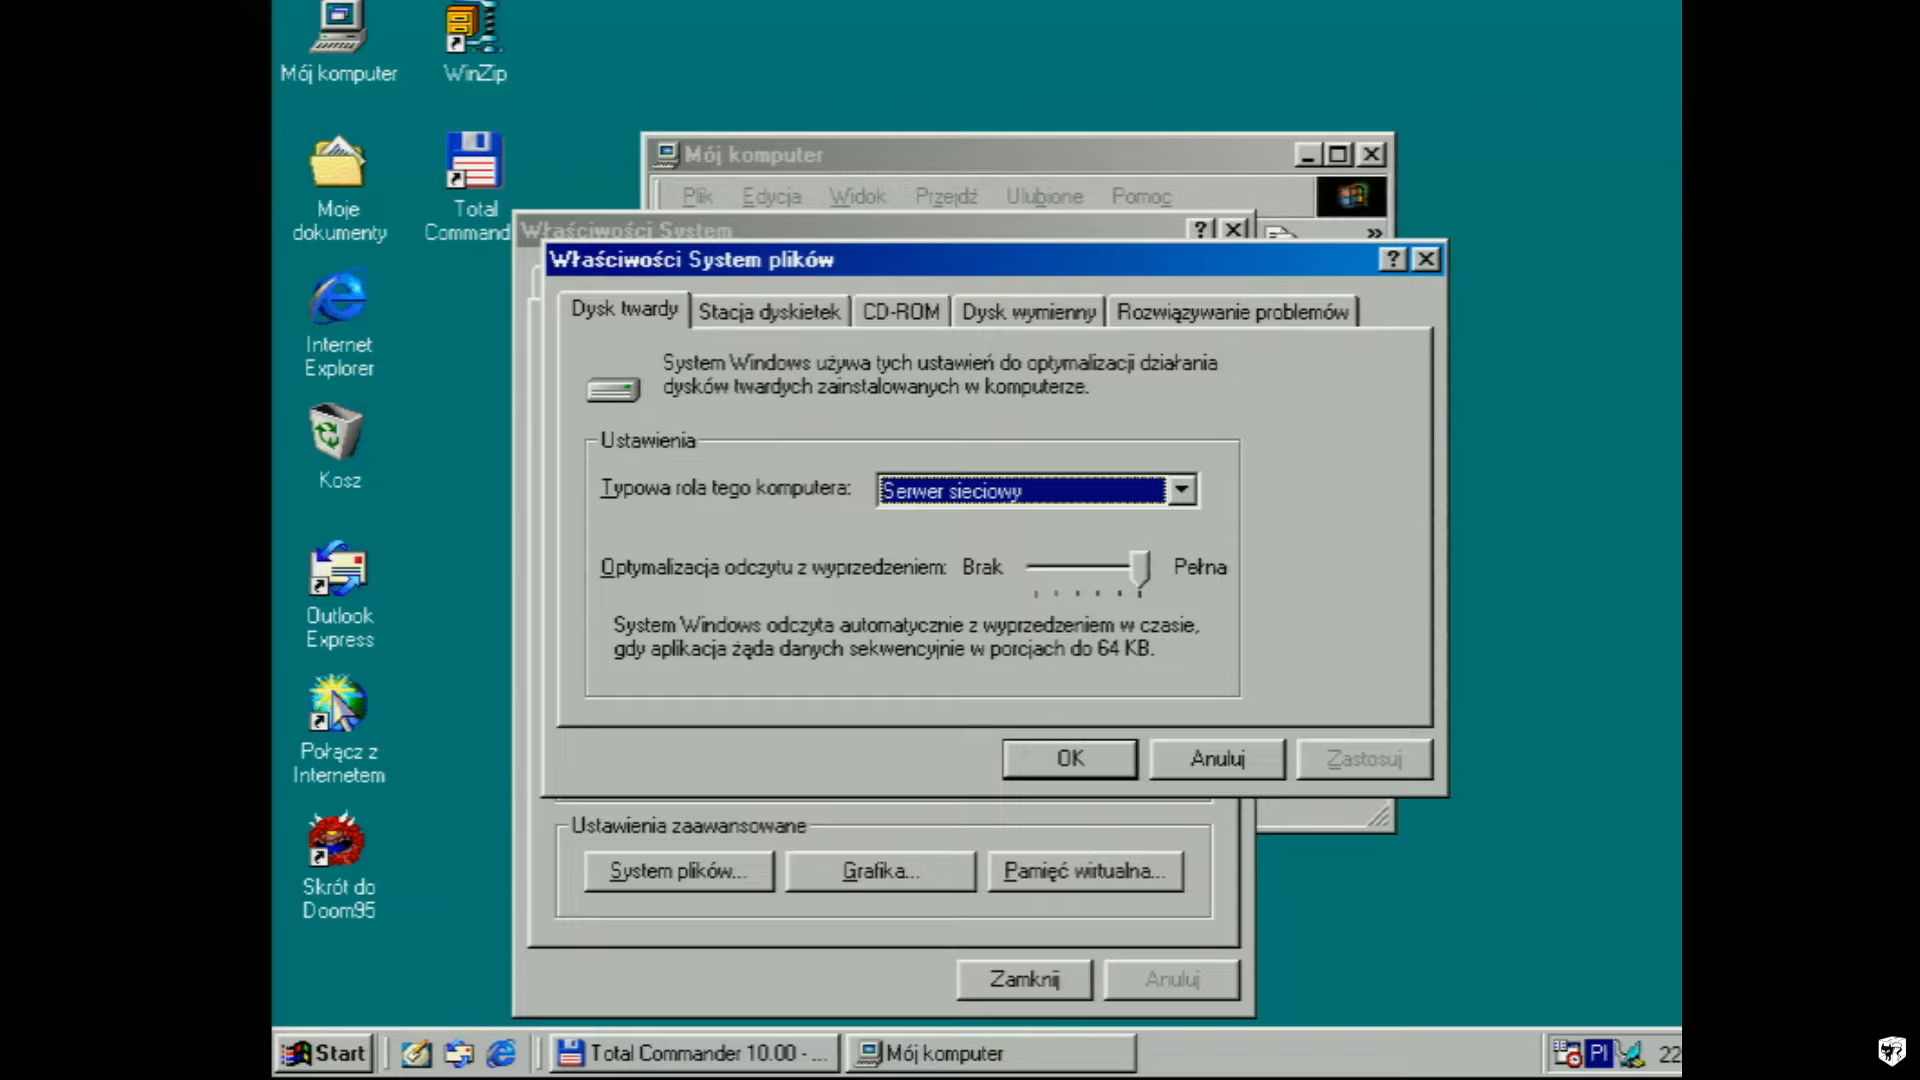 Mój komputer
WinZip
Moje
dokumenty
Total
Command
Internet
Explorer
Kosz
Outlook
Express
Połącz z
Internetem
Skrót do
Doom95
Mój komputer
Plik Edycja Widok Przejdź Ulubione Pomoc
»
Właściwości System
Właściwości System plików
Dysk twardy Stacja dyskietek CD-ROM Dysk wymienny Rozwiązywanie problemów
System Windows używa tych ustawień do optymalizacji działania
dysków twardych zainstalowanych w komputerze.
Ustawienia
Typowa rola tego komputera: Serwer sieciowy
Optymalizacja odczytu z wyprzedzeniem: Brak Pełna
System Windows odczyta automatycznie z wyprzedzeniem w czasie,
gdy aplikacja żąda danych sekwencyjnie w porcjach do 64 KB.
OK Anuluj Zastosuj
Ustawienia zaawansowane
System plików... Grafika... Pamięć wirtualna...
Zamknij Anuluj
Start Total Commander 10.00 - ... Mój komputer Pl 22